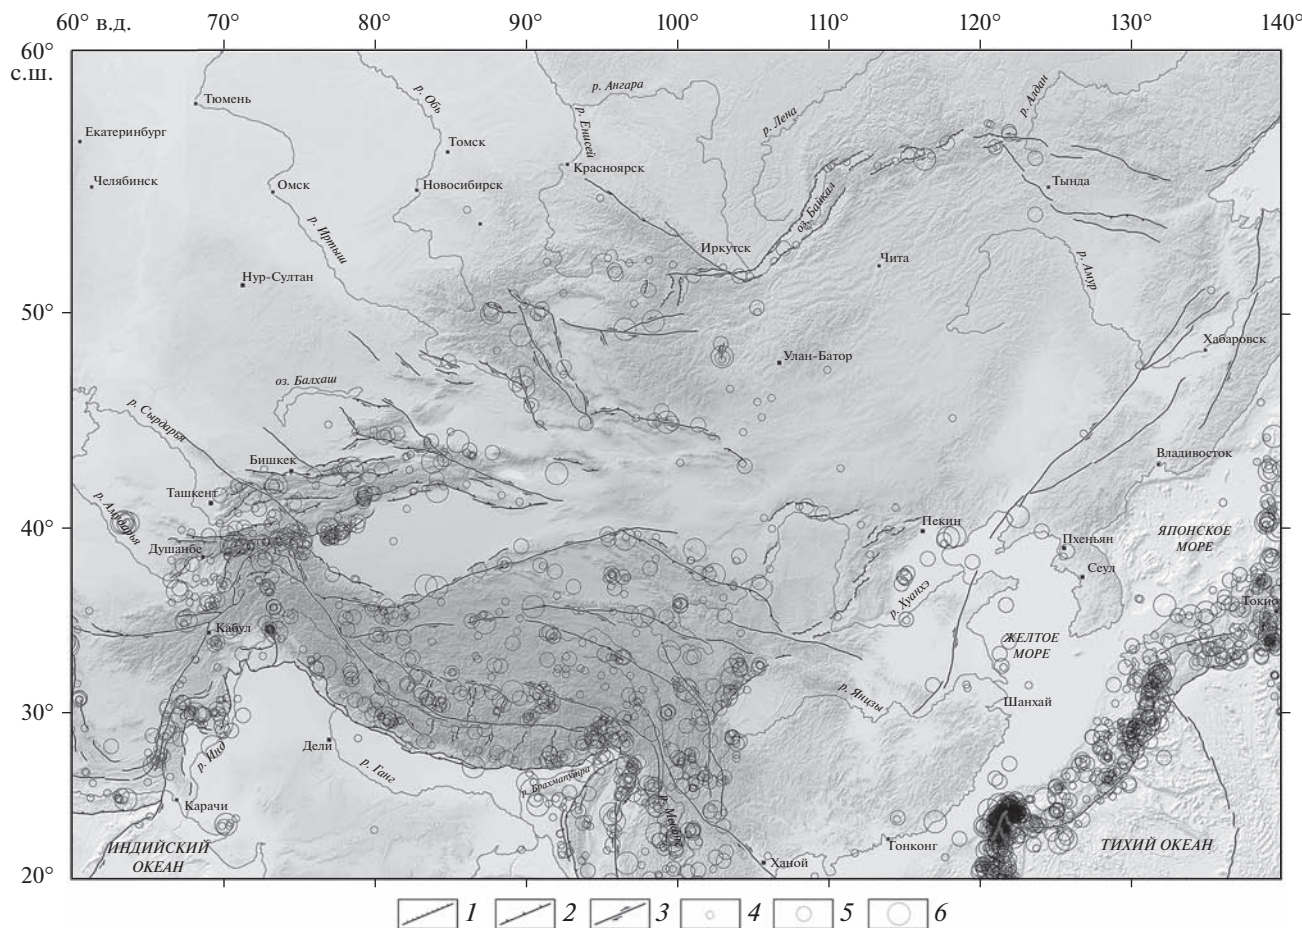 60° в.д.
70°
80°
90°
100°
110°
120°
130°
140°
60°
с.ш.
50°
40°
30°
20°
Тюмень
р. Обь
р. Ангара
р. Енисей
р. Лена
р. Алдан
Екатеринбург
Томск
Красноярск
Челябинск
Омск
Новосибирск
Тында
р. Иртыш
оз. Байкал
Иркутск
Чита
р. Амур
Нур-Султан
Хабаровск
Улан-Батор
оз. Балхаш
р. Сырдарья
Бишкек
Владивосток
Ташкент
р. Амударья
Пекин
ЯПОНСКОЕ
МОРЕ
Душанбе
Пхеньян
Сеул
р. Хуанхэ
Токио
Кабул
ЖЕЛТОЕ
МОРЕ
р. Янцзы
Шанхай
Дели
р. Инд
р. Ганг
р. Брахмапутра
р. Меконг
Карачи
ИНДИЙСКИЙ
ОКЕАН
Ханой
Гонконг
ТИХИЙ ОКЕАН
1
2
3
4
5
6